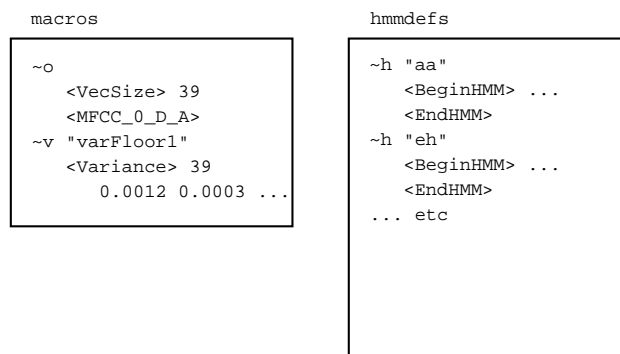 macros
~o
<VecSize> 39
<MFCC_0_D_A>
~v "varFloor1"
<Variance> 39
0.0012 0.0003 ...
hmmdefs
~h "aa"
<BeginHMM> ...
<EndHMM>
~h "eh"
<BeginHMM> ...
<EndHMM>
... etc